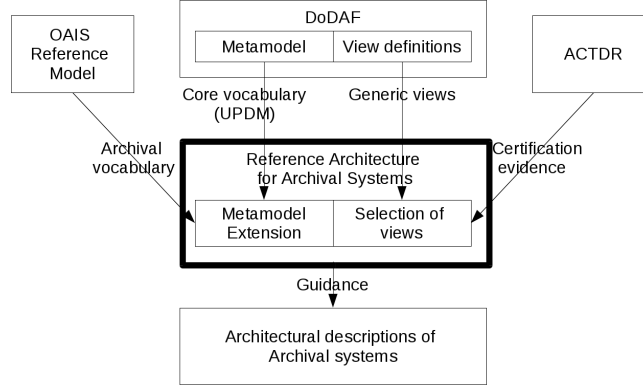 DoDAF
OAIS
Reference
Model
Metamodel
View definitions
ACTDR
Core vocabulary
(UPDM)
Generic views
Archival
vocabulary
Certification
evidence
Reference Architecture
for Archival Systems
Metamodel
Extension
Selection of
views
Guidance
Architectural descriptions of
Archival systems